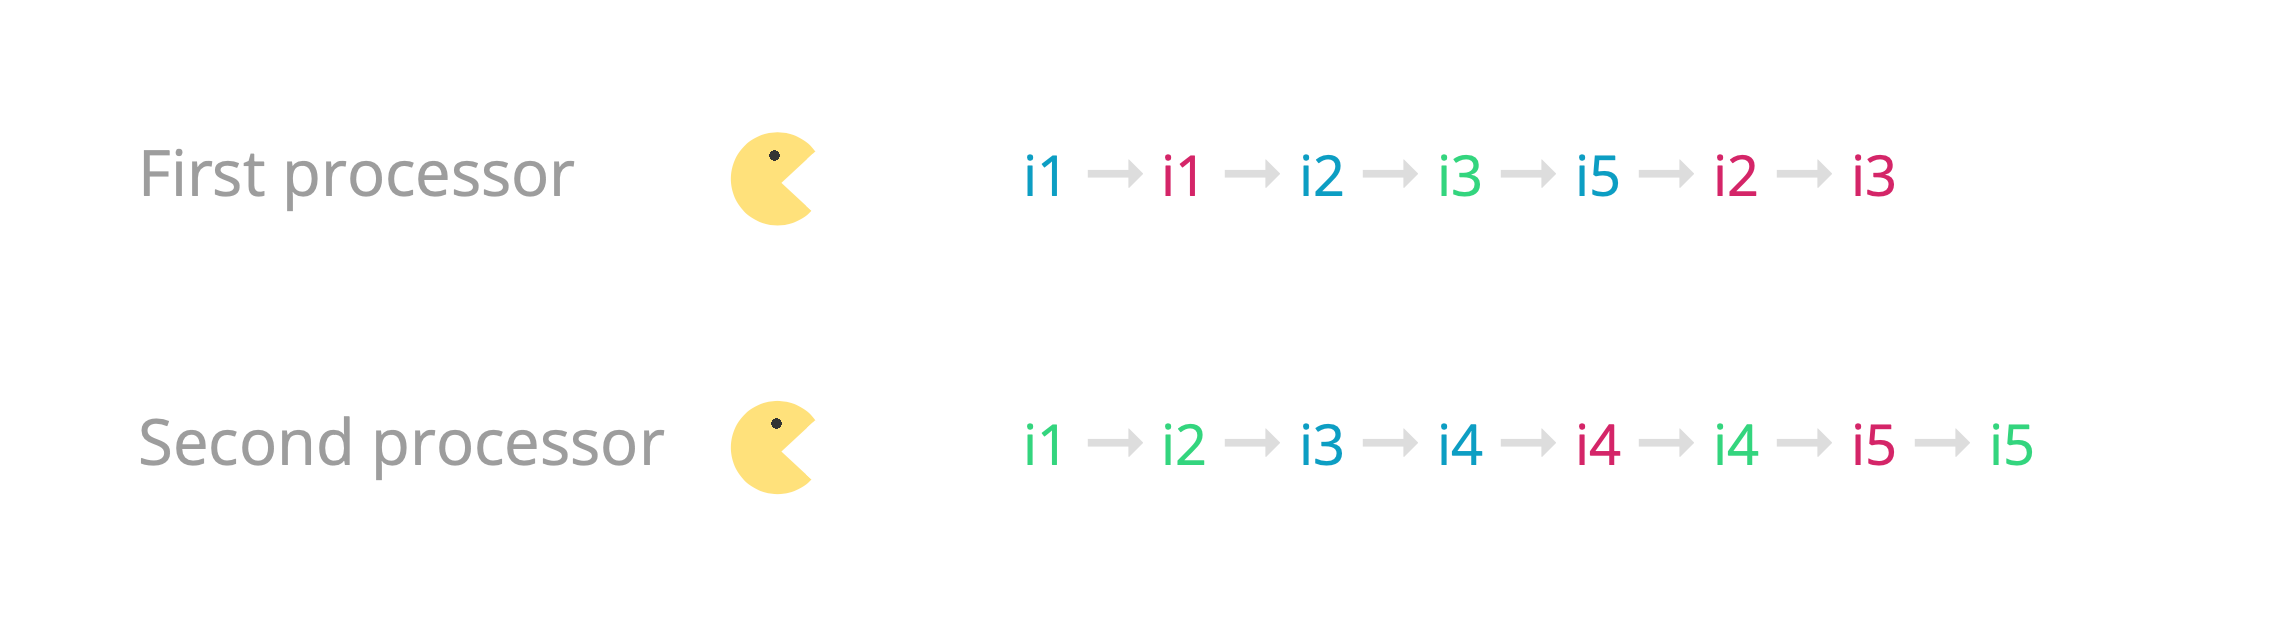 First processor i1 → i1 → i2 → i3 → i5 → i2 → i3
Second processor i1 → i2 → i3 → i4 → i4 → i4 → i5 → i5